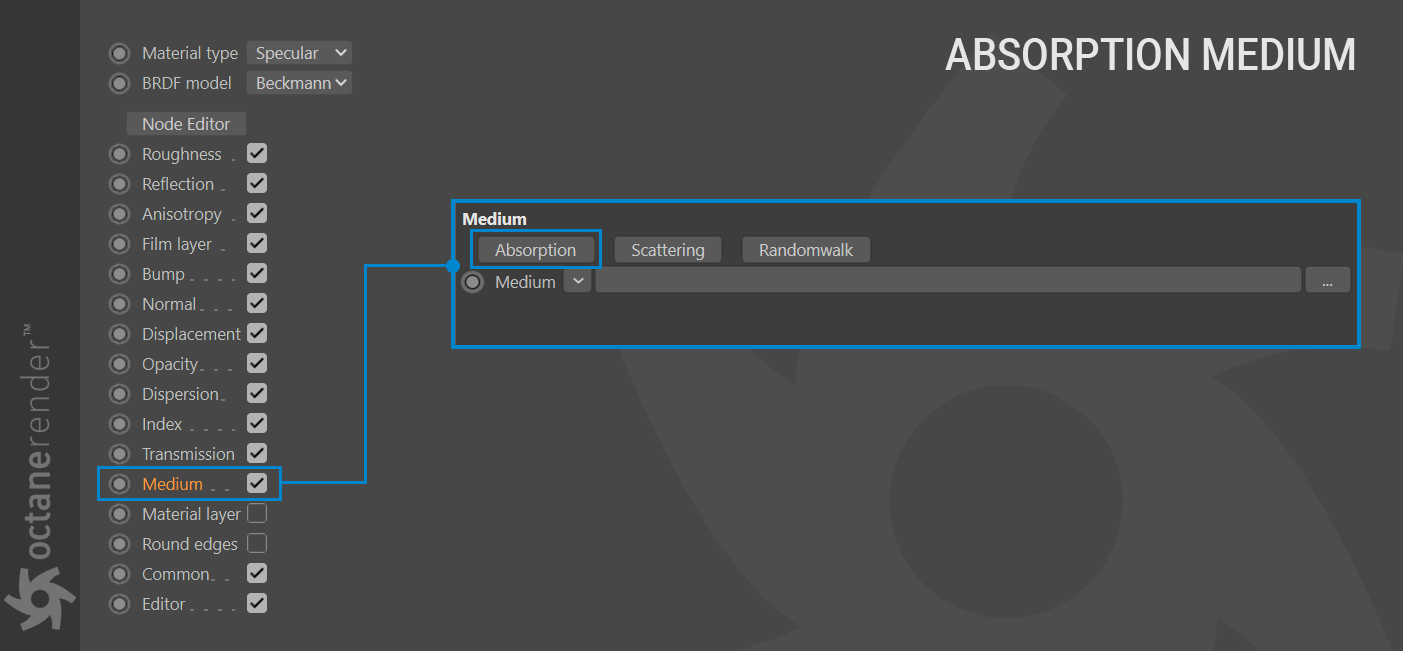 ABSORPTION MEDIUM
Material type Specular
BRDF model Beckmann
Node Editor
Roughness
Reflection
Anisotropy
Film layer
Bump
Normal
Displacement
Opacity
Dispersion
Index
Transmission
Medium
Material layer
Round edges
Common
Editor
Medium
Absorption Scattering Randomwalk
Medium ...
octanerender™